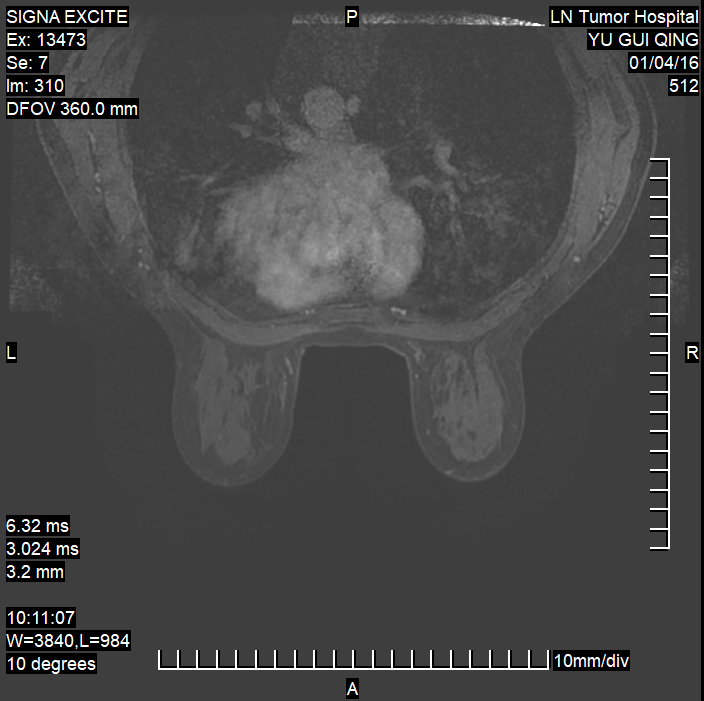 SIGNA EXCITE
Ex: 13473
Se: 7
Im: 310
DFOV 360.0 mm
P
LN Tumor Hospital
YU GUI QING
01/04/16
512
L
R
6.32 ms
3.024 ms
3.2 mm
10:11:07
W=3840,L=984
10 degrees
10mm/div
A